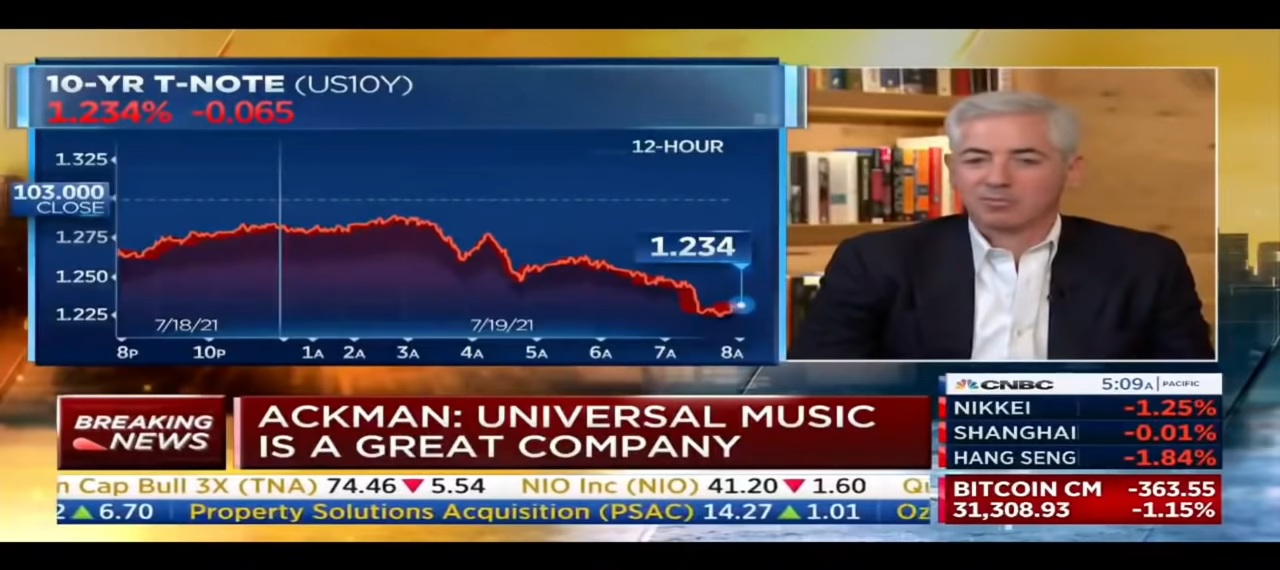 10-YR T-NOTE (US10Y)
1.234% -0.065
12-HOUR
1.325
103.000
CLOSE
1.275
1.250
1.225
1.234
7/18/21
7/19/21
8P 10P 1A 2A 3A 4A 5A 6A 7A 8A
BREAKING
NEWS
ACKMAN: UNIVERSAL MUSIC
IS A GREAT COMPANY
CNBC 5:09A PACIFIC
NIKKEI -1.25%
SHANGHAI -0.01%
HANG SENG -1.84%
BITCOIN CM -363.55
31,308.93 -1.15%
n Cap Bull 3X (TNA) 74.46▼5.54 NIO Inc (NIO) 41.20▼1.60
2▲6.70 Property Solutions Acquisition (PSAC) 14.27▲1.01 Oz